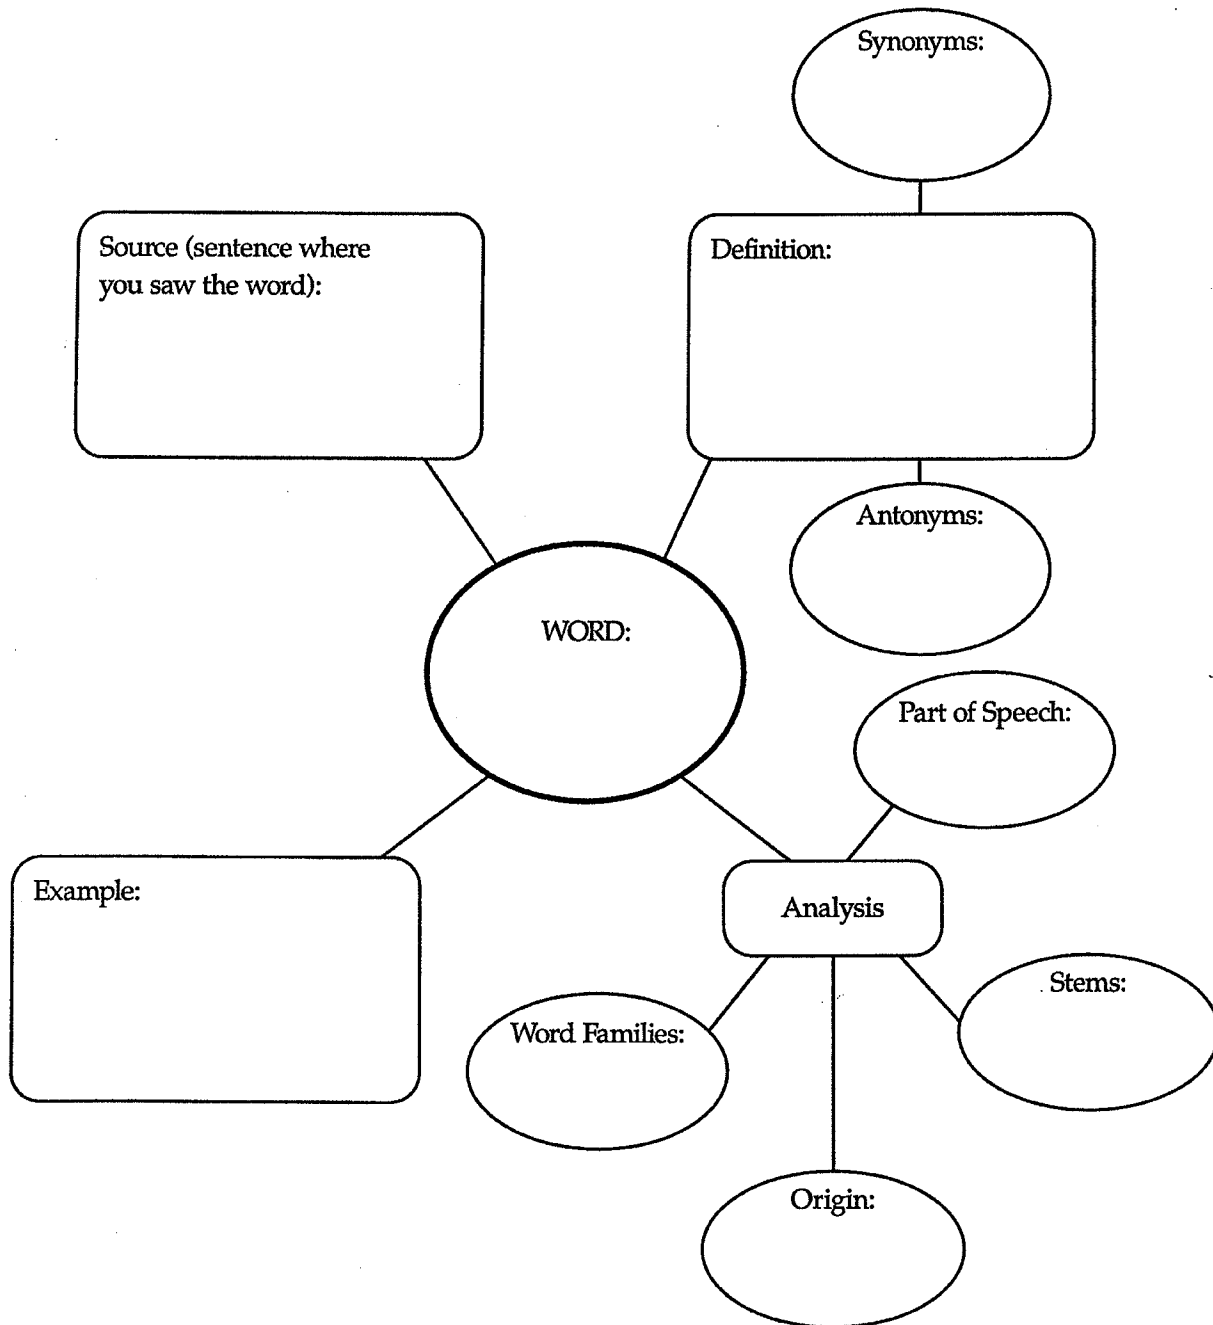 Synonyms:
Source (sentence where
you saw the word):
Definition:
Antonyms:
WORD:
Part of Speech:
Example:
Analysis
Stems:
Word Families:
Origin: